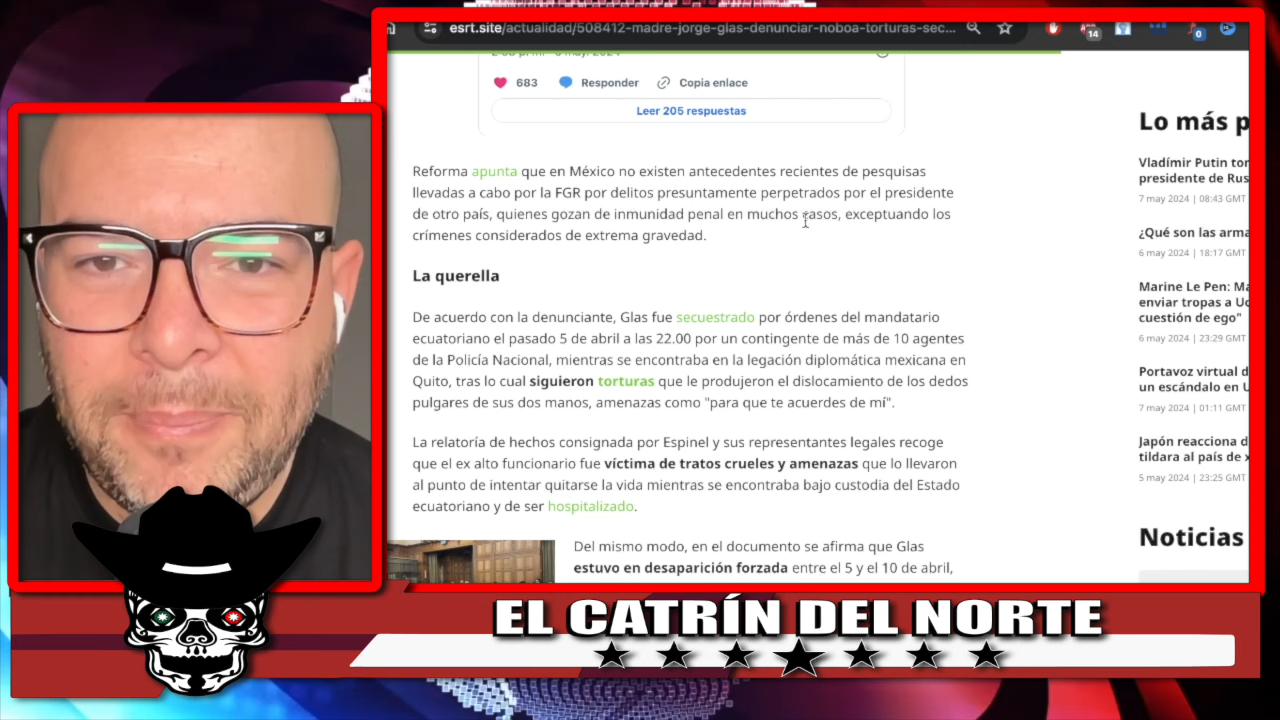 esrt.site/actualidad/508412-madre-jorge-glas-denunciar-noboa-torturas-sec...
14
0
683 Responder Copia enlace
Leer 205 respuestas
Reforma apunta que en México no existen antecedentes recientes de pesquisas
llevadas a cabo por la FGR por delitos presuntamente perpetrados por el presidente
de otro país, quienes gozan de inmunidad penal en muchos casos, exceptuando los
crímenes considerados de extrema gravedad.
La querella
De acuerdo con la denunciante, Glas fue secuestrado por órdenes del mandatario
ecuatoriano el pasado 5 de abril a las 22.00 por un contingente de más de 10 agentes
de la Policía Nacional, mientras se encontraba en la legación diplomática mexicana en
Quito, tras lo cual siguieron torturas que le produjeron el dislocamiento de los dedos
pulgares de sus dos manos, amenazas como "para que te acuerdes de mí".
La relatoría de hechos consignada por Espinel y sus representantes legales recoge
que el ex alto funcionario fue víctima de tratos crueles y amenazas que lo llevaron
al punto de intentar quitarse la vida mientras se encontraba bajo custodia del Estado
ecuatoriano y de ser hospitalizado.
Del mismo modo, en el documento se afirma que Glas
estuvo en desaparición forzada entre el 5 y el 10 de abril,
Lo más p
Vladímir Putin tor
presidente de Rus
7 may 2024 | 08:43 GMT
¿Qué son las arma
6 may 2024 | 18:17 GMT
Marine Le Pen: Ma
enviar tropas a Uc
cuestión de ego"
6 may 2024 | 23:29 GMT
Portavoz virtual d
un escándalo en U
7 may 2024 | 01:11 GMT
Japón reacciona d
tildara al país de x
5 may 2024 | 23:25 GMT
Noticias
EL CATRÍN DEL NORTE